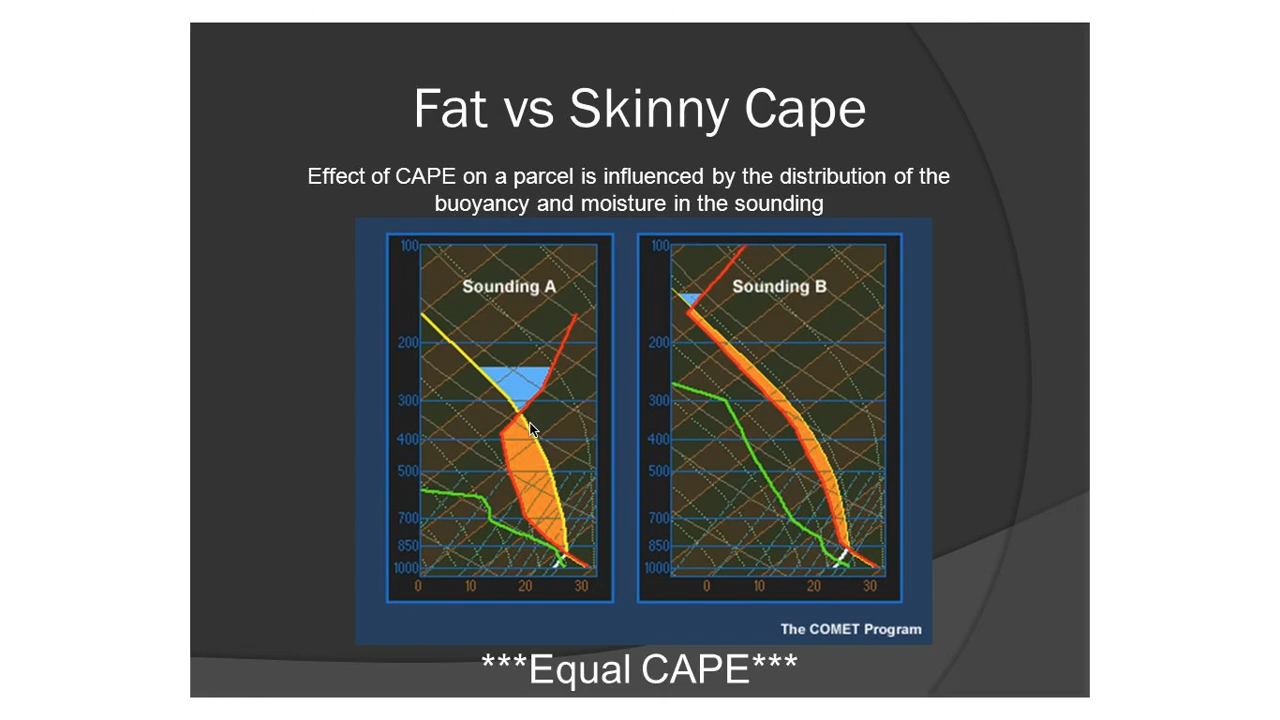 Fat vs Skinny Cape
Effect of CAPE on a parcel is influenced by the distribution of the
buoyancy and moisture in the sounding
Sounding A
100
200
300
400
500
700
850
1000
0 10 20 30
Sounding B
100
200
300
400
500
700
850
1000
0 10 20 30
The COMET Program
***Equal CAPE***